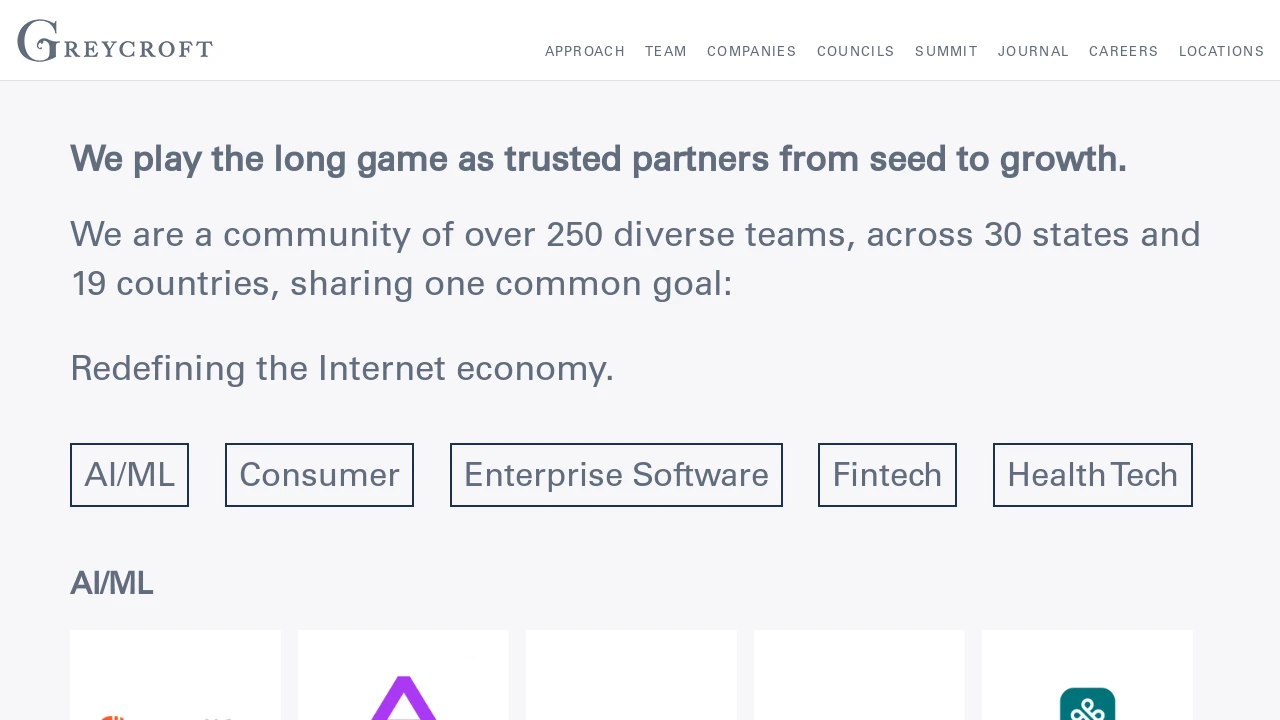 GREYCROFT
APPROACH TEAM COMPANIES COUNCILS SUMMIT JOURNAL CAREERS LOCATIONS
We play the long game as trusted partners from seed to growth.
We are a community of over 250 diverse teams, across 30 states and
19 countries, sharing one common goal:
Redefining the Internet economy.
AI/ML Consumer Enterprise Software Fintech Health Tech
AI/ML